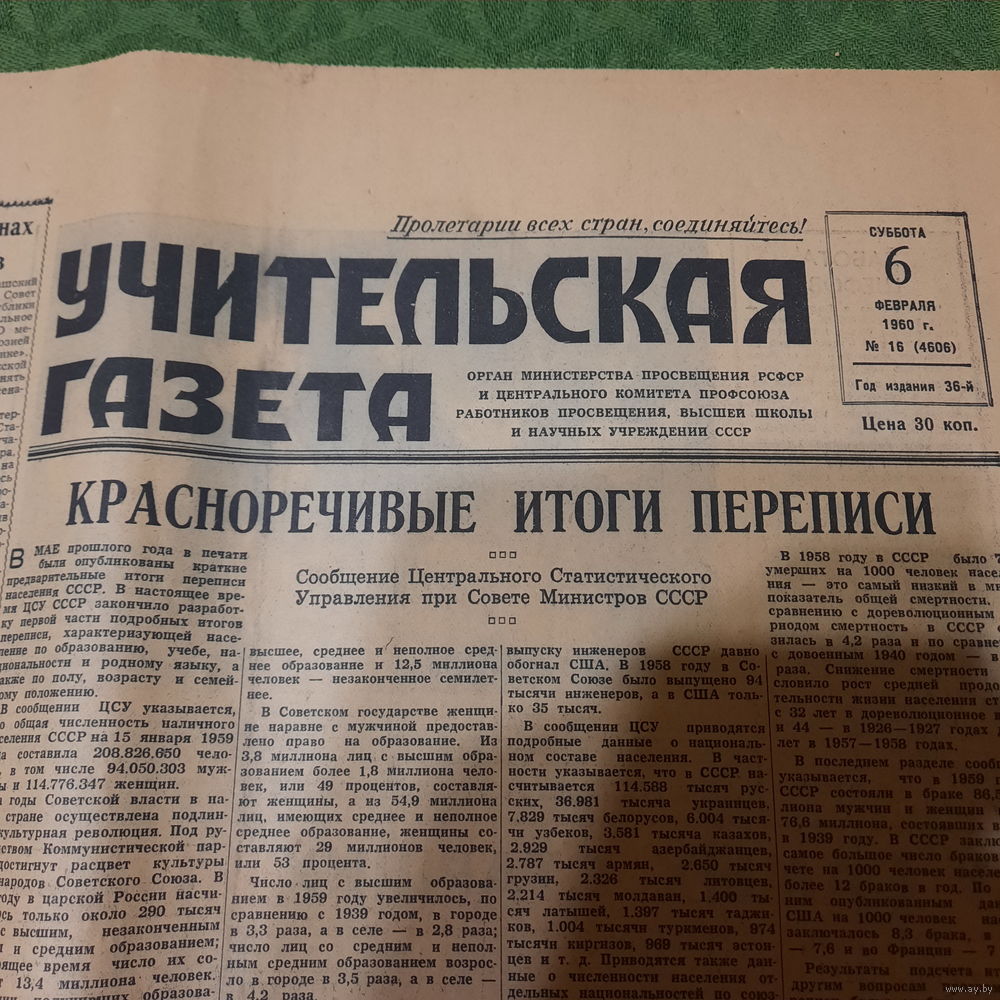 нах
в
ашский
Совет
Пролетарии всех стран, соединяйтесь!
УЧИТЕЛЬСКАЯ
ГАЗЕТА
ОРГАН МИНИСТЕРСТВА ПРОСВЕЩЕНИЯ РСФСР
И ЦЕНТРАЛЬНОГО КОМИТЕТА ПРОФСОЮЗА
РАБОТНИКОВ ПРОСВЕЩЕНИЯ, ВЫСШЕЙ ШКОЛЫ
И НАУЧНЫХ УЧРЕЖДЕНИЙ СССР
СУББОТА
6
ФЕВРАЛЯ
1960 г.
№ 16 (4606)
Год издания 36-й
Цена 30 коп.
КРАСНОРЕЧИВЫЕ ИТОГИ ПЕРЕПИСИ
Сообщение Центрального Статистического
Управления при Совете Министров СССР
В МАЕ прошлого года в печати
были опубликованы краткие
предварительные итоги переписи
населения СССР. В настоящее вре-
мя ЦСУ СССР закончило разработ-
ку первой части подробных итогов
переписи, характеризующей насе-
ление по образованию, учебе, на-
циональности и родному языку, а
также по полу, возрасту и семей-
ному положению.
В сообщении ЦСУ указывается,
о общая численность наличного
селения СССР на 15 января 1959
да составила 208.826.650 чело-
, в том числе 94.050.303 муж-
ы и 114.776.347 женщин.
а годы Советской власти в на-
стране осуществлена подлин-
культурная революция. Под ру-
ством Коммунистической пар-
достигнут расцвет культуры
народов Советского Союза. В
году в царской России насчи-
сь только около 290 тысяч
с высшим, незаконченным
и средним образованием;
ящее время число их со-
т 13,4 миллиона человек.
высшее, среднее и неполное сред-
нее образование и 12,5 миллиона
человек — незаконченное семилет-
нее.
В Советском государстве женщи-
не наравне с мужчиной предостав-
лено право на образование. Из
3,8 миллиона лиц с высшим обра-
зованием более 1,8 миллиона чело-
век, или 49 процентов, составля-
ют женщины, а из 54,9 миллиона
лиц, имеющих среднее и неполное
среднее образование, женщины со-
ставляют 29 миллионов человек,
или 53 процента.
Число лиц с высшим образова-
нием в 1959 году увеличилось, по
сравнению с 1939 годом, в городе
в 3,3 раза, а в селе — в 2,8 раза;
число лиц со средним и непол-
ным средним образованием возрос-
ло в городе в 3,5 раза, а в селе —
в 4,2 раза.
выпуску инженеров СССР давно
обогнал США. В 1958 году в Со-
ветском Союзе было выпущено 94
тысячи инженеров, а в США толь-
ко 35 тысяч.
В сообщении ЦСУ приводятся
подробные данные о националь-
ном составе населения. В част-
ности указывается, что в СССР на-
считывается 114.588 тысяч рус-
ских, 36.981 тысяча украинцев,
7.829 тысяч белорусов, 6.004 тыся-
чи узбеков, 3.581 тысяча казахов,
2.929 тысяч азербайджанцев,
2.787 тысяч армян, 2.650 тысяч
грузин, 2.326 тысяч литовцев,
2.214 тысяч молдаван, 1.400 ты-
сяч латышей, 1.397 тысяч таджи-
ков, 1.004 тысячи туркменов, 974
тысячи киргизов, 969 тысяч эстон-
цев и т. д. Приводятся также дан-
ные о численности населения от-
дельных национальностей по союз-
В 1958 году в СССР было 7
умерших на 1000 человек насел
ния — это самый низкий в ми
показатель общей смертности.
сравнению с дореволюционным
риодом смертность в СССР с
зилась в 4,2 раза и по сравне
с довоенным 1940 годом — в
раза. Снижение смертности
словило рост средней продо
тельности жизни населения ст
с 32 лет в дореволюционное в
и 44 — в 1926—1927 годах д
лет в 1957—1958 годах.
В последнем разделе сооб
указывается, что в 1959 г
СССР состояли в браке 86,5
лиона мужчин и женщин
76,6 миллиона, состоявших в
в 1939 году. В СССР заклю
самое большое число браков
чете на 1000 человек населе
более 12 браков в год. По
ним опубликованным дан
США на 1000 человек на
заключалось 8,3 брака, в
— 7,6 и во Франции — 7
Результаты подсчета ит
другим вопросам
www.ay.by